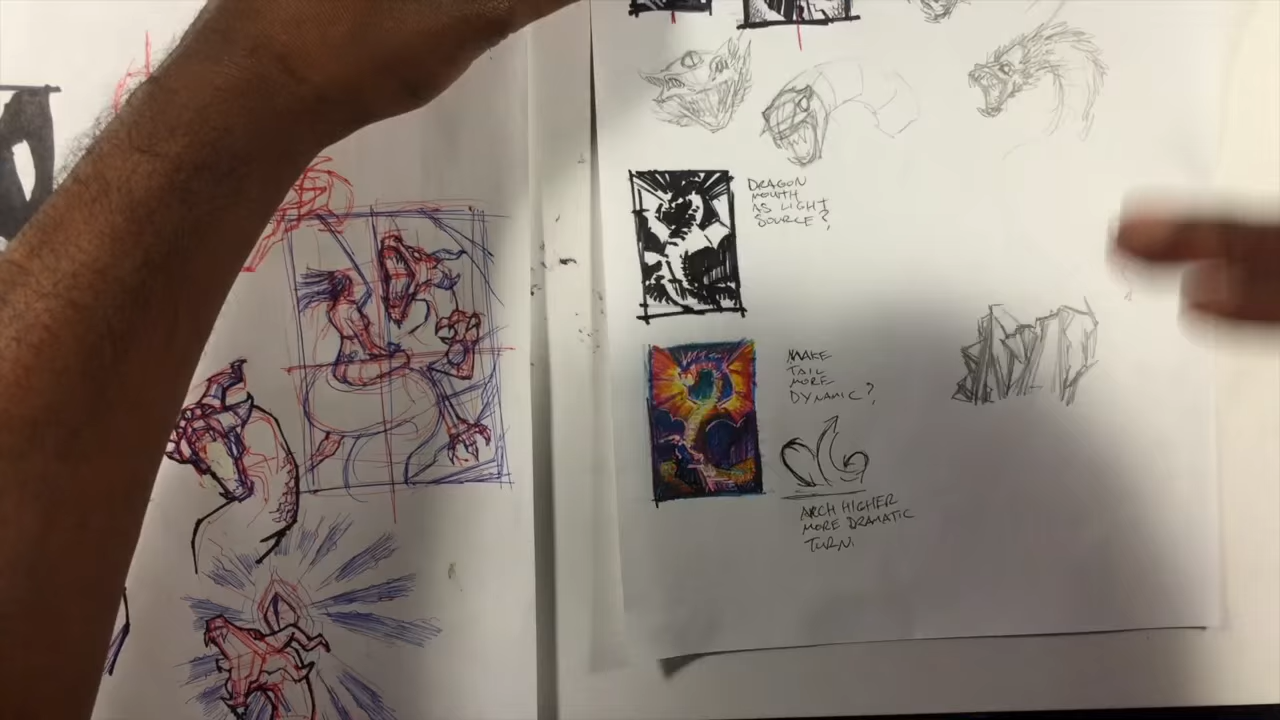 DRAGON
MOUTH
AS LIGHT
SOURCE?
MAKE
TAIL
MORE
DYNAMIC?
ARCH HIGHER
MORE DRAMATIC
TURN.